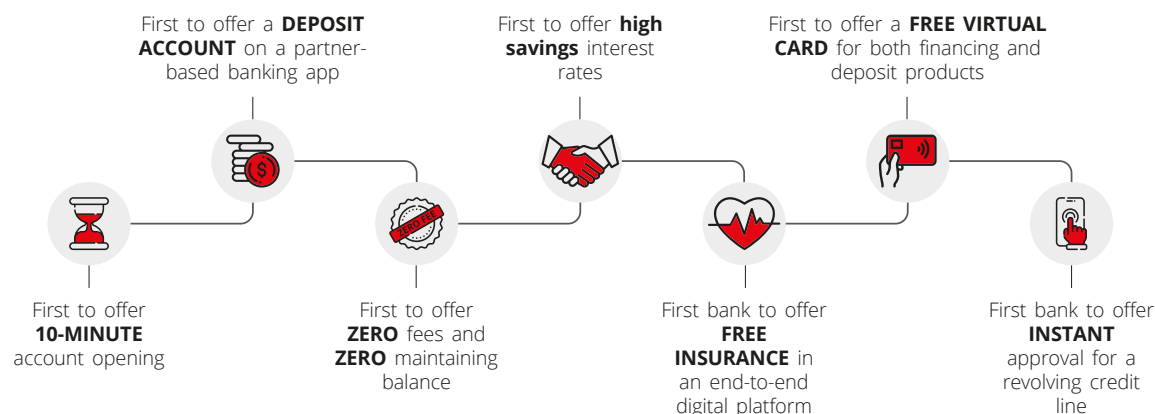 First to offer a DEPOSIT
ACCOUNT on a partner-
based banking app
First to offer high
savings interest
rates
First to offer a FREE VIRTUAL
CARD for both financing and
deposit products
$
ZERO FEE
First to offer
10-MINUTE
account opening
First to offer
ZERO fees and
ZERO maintaining
balance
First bank to offer
FREE
INSURANCE in
an end-to-end
digital platform
First bank to offer
INSTANT
approval for a
revolving credit
line